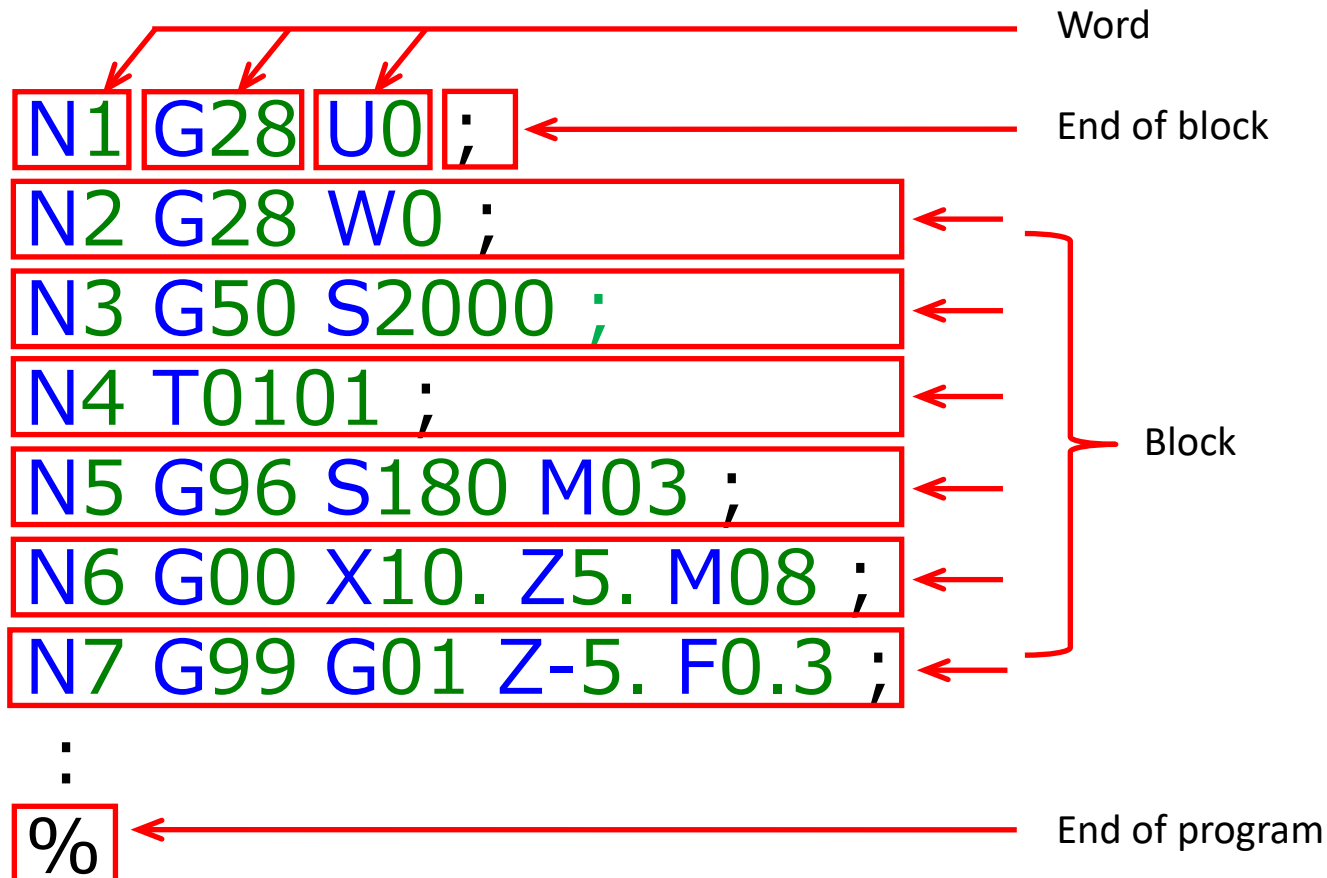 Word
N1 G28 U0 ;
End of block
N2 G28 W0 ;
N3 G50 S2000 ;
N4 T0101 ;
N5 G96 S180 M03 ;
Block
N6 G00 X10. Z5. M08 ;
N7 G99 G01 Z-5. F0.3 ;
:
%
End of program